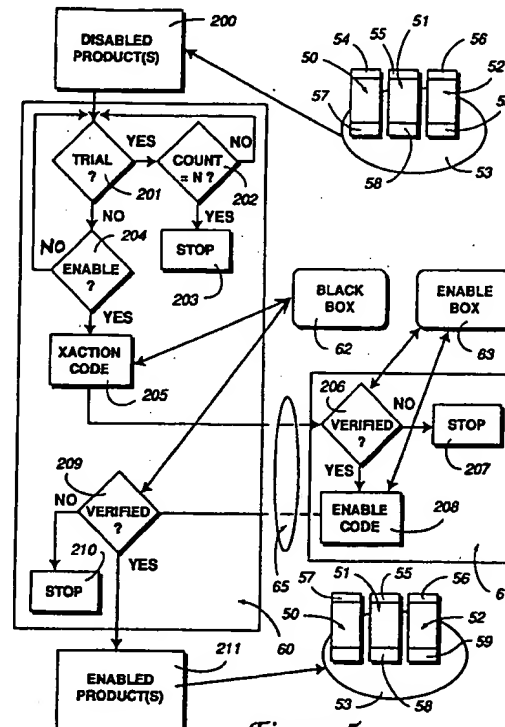 200
DISABLED
PRODUCT(S)
54
55
51
56
50
52
57
58
53
TRIAL
?
201
YES
COUNT
= N ?
202
NO
NO
YES
STOP
203
204
NO
ENABLE
?
YES
XACTION
CODE
205
BLACK
BOX
62
ENABLE
BOX
63
206
VERIFIED
?
NO
STOP
207
YES
ENABLE
CODE
208
65
209
NO
VERIFIED
?
YES
STOP
210
60
211
ENABLED
PRODUCT(S)
57
51
55
56
50
52
59
53
58